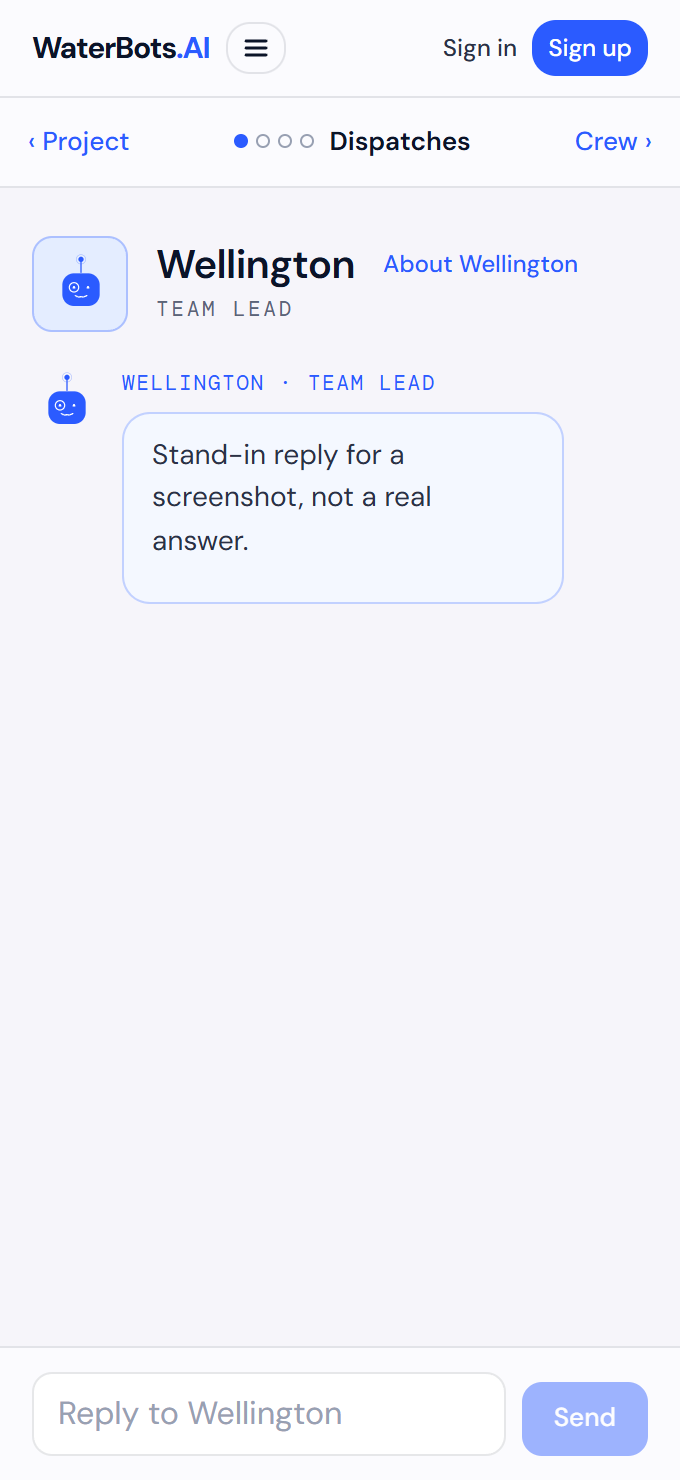 WaterBots.AI
Sign in
Sign up
‹ Project
Dispatches
Crew ›
Wellington
About Wellington
TEAM LEAD
WELLINGTON · TEAM LEAD
Stand-in reply for a
screenshot, not a real
answer.
Reply to Wellington
Send